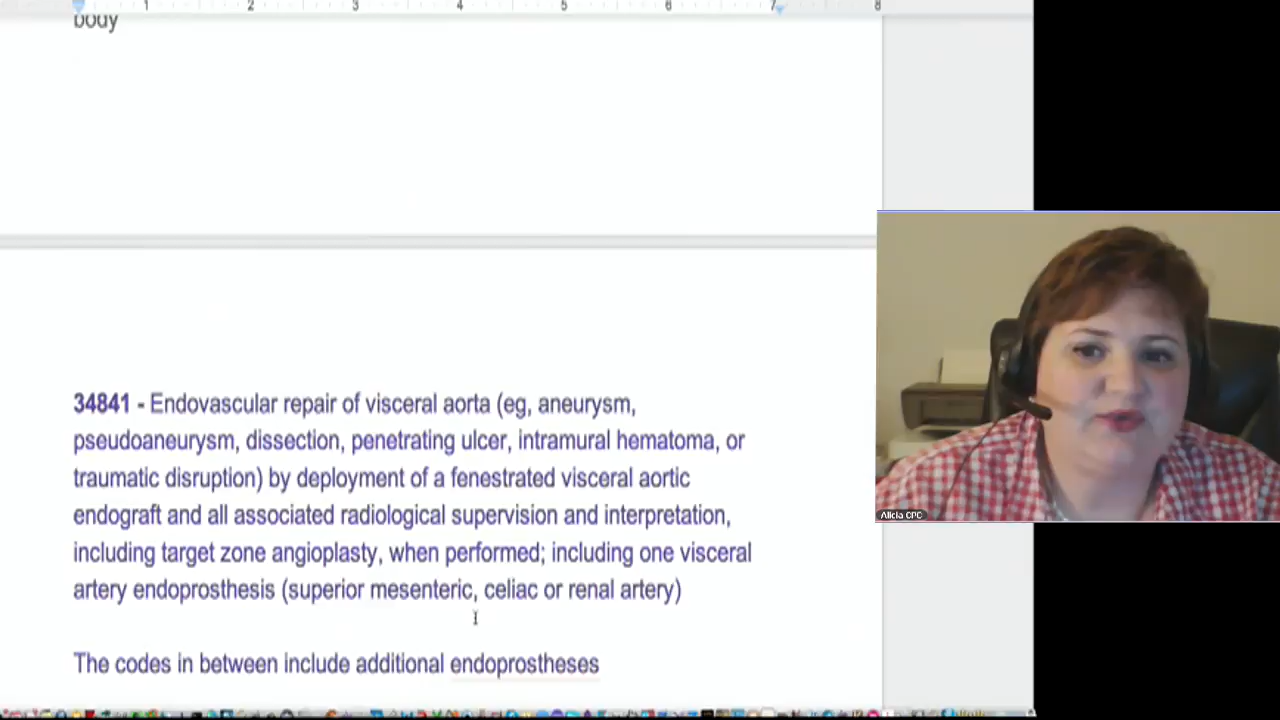 1 2 3 4 5 6 7 8
body
34841 - Endovascular repair of visceral aorta (eg, aneurysm,
pseudoaneurysm, dissection, penetrating ulcer, intramural hematoma, or
traumatic disruption) by deployment of a fenestrated visceral aortic
endograft and all associated radiological supervision and interpretation,
including target zone angioplasty, when performed; including one visceral
artery endoprosthesis (superior mesenteric, celiac or renal artery)
The codes in between include additional endoprostheses
Alicia CPC